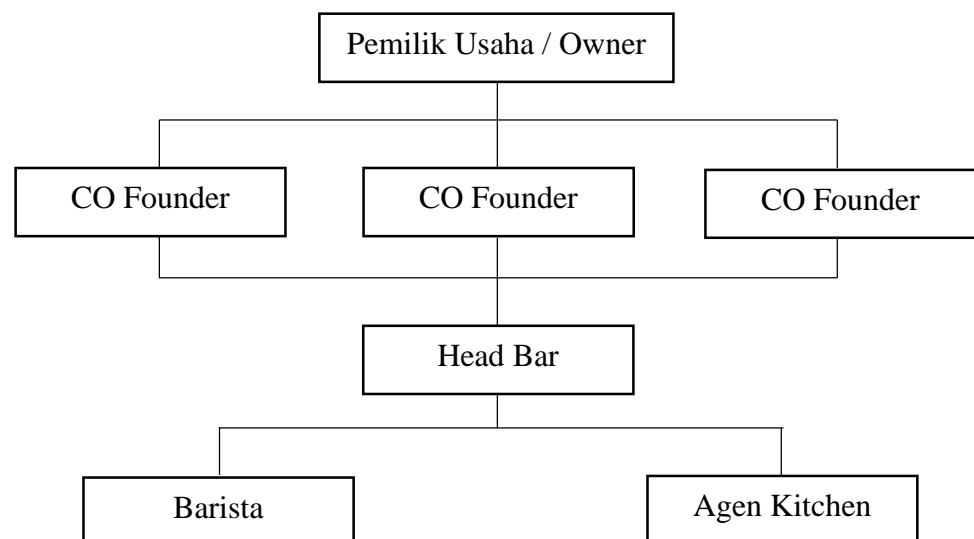 Pemilik Usaha / Owner
CO Founder
CO Founder
CO Founder
Head Bar
Barista
Agen Kitchen